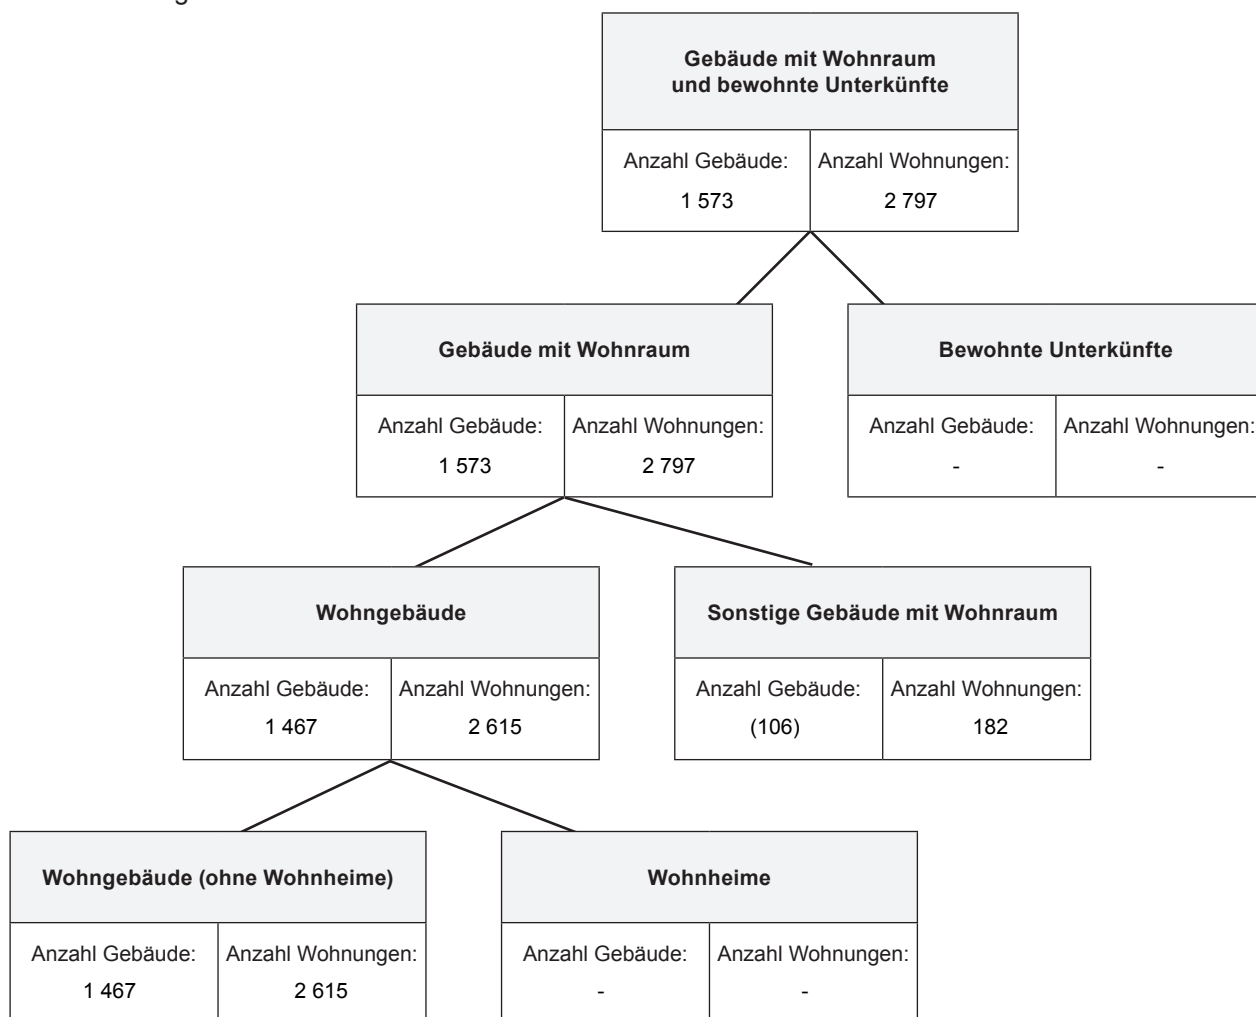 Gebäude mit Wohnraum
und bewohnte Unterkünfte
Anzahl Gebäude: Anzahl Wohnungen:
1 573 2 797
Gebäude mit Wohnraum
Anzahl Gebäude: Anzahl Wohnungen:
1 573 2 797
Bewohnte Unterkünfte
Anzahl Gebäude: Anzahl Wohnungen:
- -
Wohngebäude
Anzahl Gebäude: Anzahl Wohnungen:
1 467 2 615
Sonstige Gebäude mit Wohnraum
Anzahl Gebäude: Anzahl Wohnungen:
(106) 182
Wohngebäude (ohne Wohnheime)
Anzahl Gebäude: Anzahl Wohnungen:
1 467 2 615
Wohnheime
Anzahl Gebäude: Anzahl Wohnungen:
- -